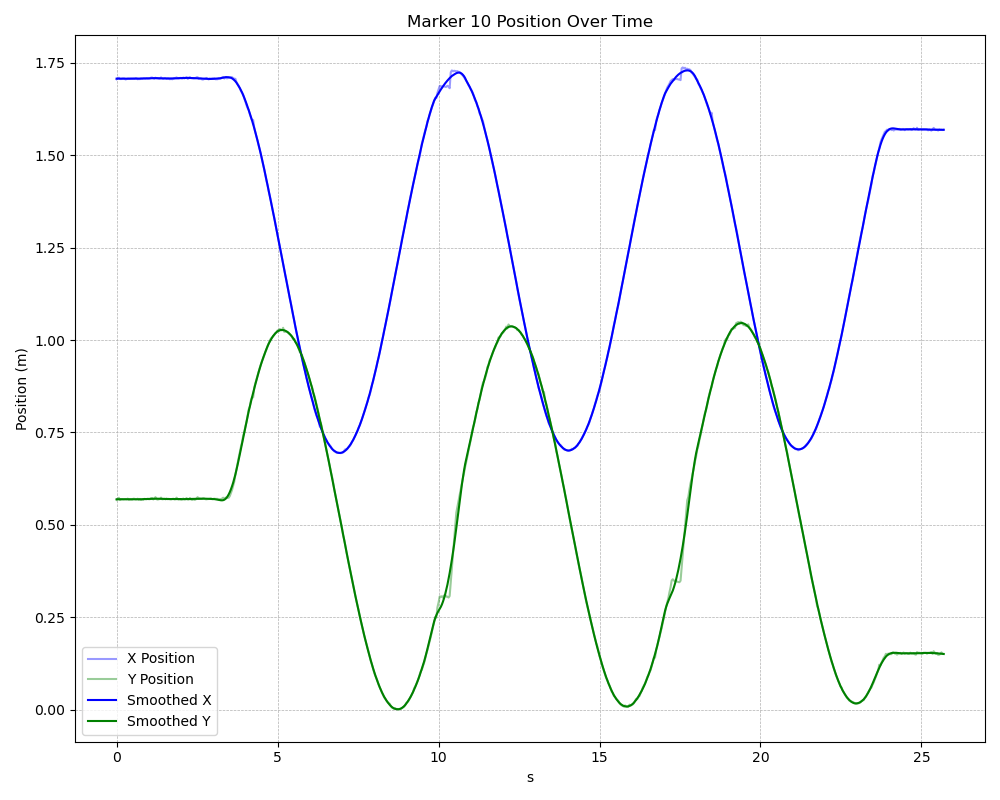 Marker 10 Position Over Time
Position (m)
1.75
1.50
1.25
1.00
0.75
0.50
0.25
0.00
X Position
Y Position
Smoothed X
Smoothed Y
0 5 10 15 20 25
s